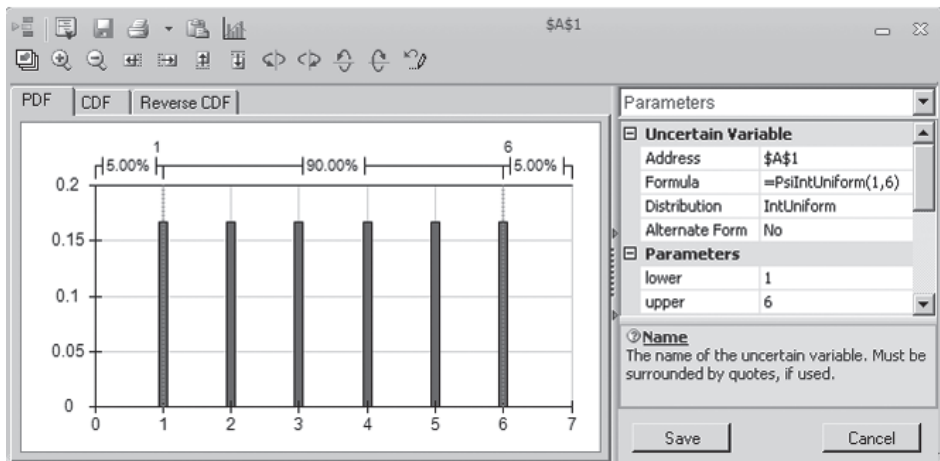 $A$1
PDF CDF Reverse CDF
Parameters
1 6
5.00% 90.00% 5.00%
0.2
0.15
0.1
0.05
0
0 1 2 3 4 5 6 7
Uncertain Variable
Address $A$1
Formula =PsiIntUniform(1,6)
Distribution IntUniform
Alternate Form No
Parameters
lower 1
upper 6
Name
The name of the uncertain variable. Must be
surrounded by quotes, if used.
Save Cancel